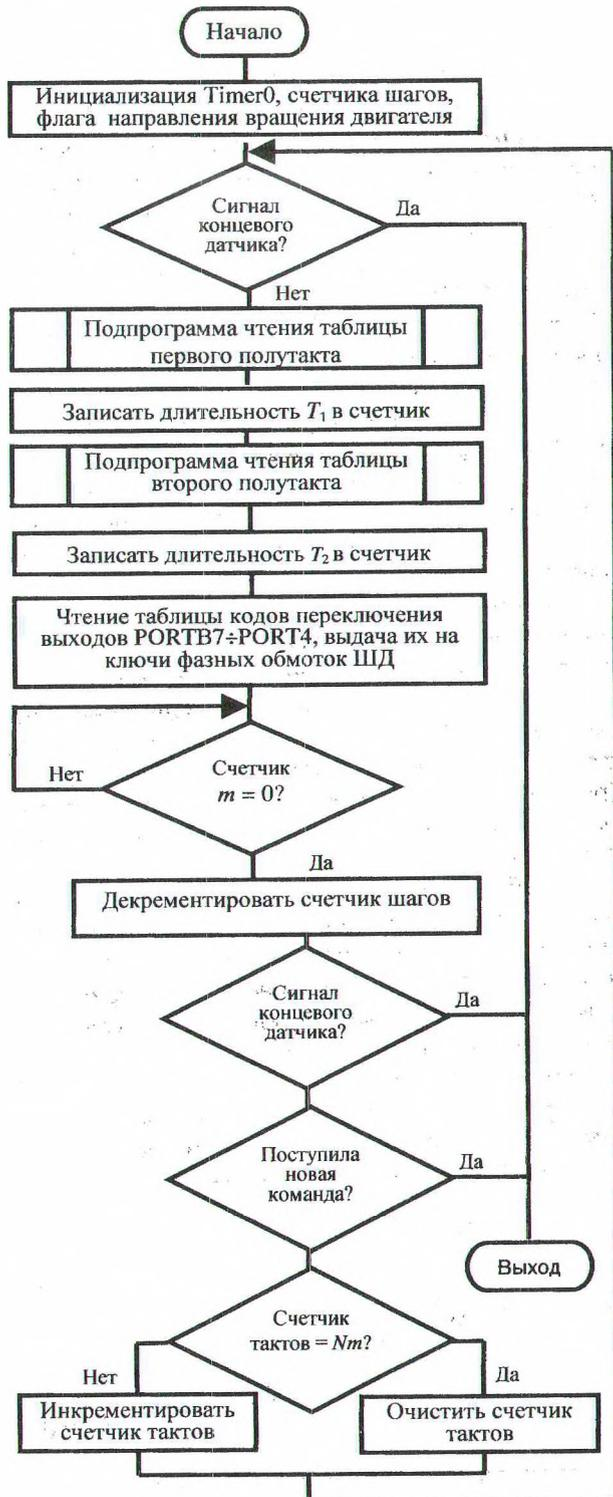 Начало
Инициализация Timer0, счетчика шагов,
флага направления вращения двигателя
Сигнал
концевого
датчика?
Да
Нет
Подпрограмма чтения таблицы
первого полутакта
Записать длительность T₁ в счетчик
Подпрограмма чтения таблицы
второго полутакта
Записать длительность T₂ в счетчик
Чтение таблицы кодов переключения
выходов PORTB7÷PORT4, выдача их на
ключи фазных обмоток ШД
Нет
Счетчик
m = 0?
Да
Декрементировать счетчик шагов
Сигнал
концевого
датчика?
Да
Поступила
новая
команда?
Да
Выход
Счетчик
тактов = Nm?
Нет
Да
Инкрементировать
счетчик тактов
Очистить счетчик
тактов